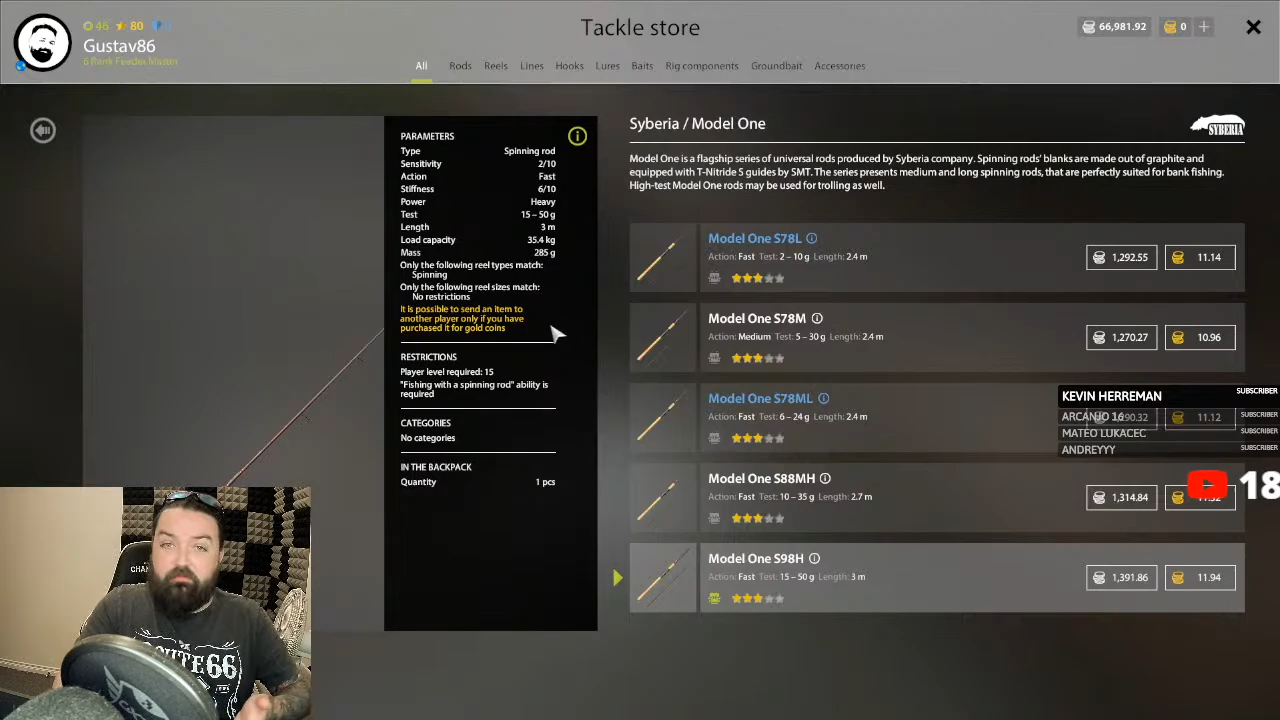 46 80
Gustav86
6 Rank Feeder Master
Tackle store
66,981.92 0
All Rods Reels Lines Hooks Lures Baits Rig components Groundbait Accessories
PARAMETERS
Type Spinning rod
Sensitivity 2/10
Action Fast
Stiffness 6/10
Power Heavy
Test 15 – 50 g
Length 3 m
Load capacity 35.4 kg
Mass 285 g
Only the following reel types match:
Spinning
Only the following reel sizes match:
No restrictions
It is possible to send an item to
another player only if you have
purchased it for gold coins
RESTRICTIONS
Player level required: 15
"Fishing with a spinning rod" ability is
required
CATEGORIES
No categories
IN THE BACKPACK
Quantity 1 pcs
Syberia / Model One
SYBERIA
Model One is a flagship series of universal rods produced by Syberia company. Spinning rods' blanks are made out of graphite and
equipped with T-Nitride S guides by SMT. The series presents medium and long spinning rods, that are perfectly suited for bank fishing.
High-test Model One rods may be used for trolling as well.
Model One S78L
Action: Fast Test: 2 – 10 g Length: 2.4 m
1,292.55 11.14
Model One S78M
Action: Medium Test: 5 – 30 g Length: 2.4 m
1,270.27 10.96
Model One S78ML
Action: Fast Test: 6 – 24 g Length: 2.4 m
11.12
KEVIN HERREMAN SUBSCRIBER
ARCANJO 16 SUBSCRIBER
MATEO LUKACEC SUBSCRIBER
ANDREYYY SUBSCRIBER
Model One S88MH
Action: Fast Test: 10 – 35 g Length: 2.7 m
1,314.84
18
Model One S98H
Action: Fast Test: 15 – 50 g Length: 3 m
1,391.86 11.94
ROUTE 66